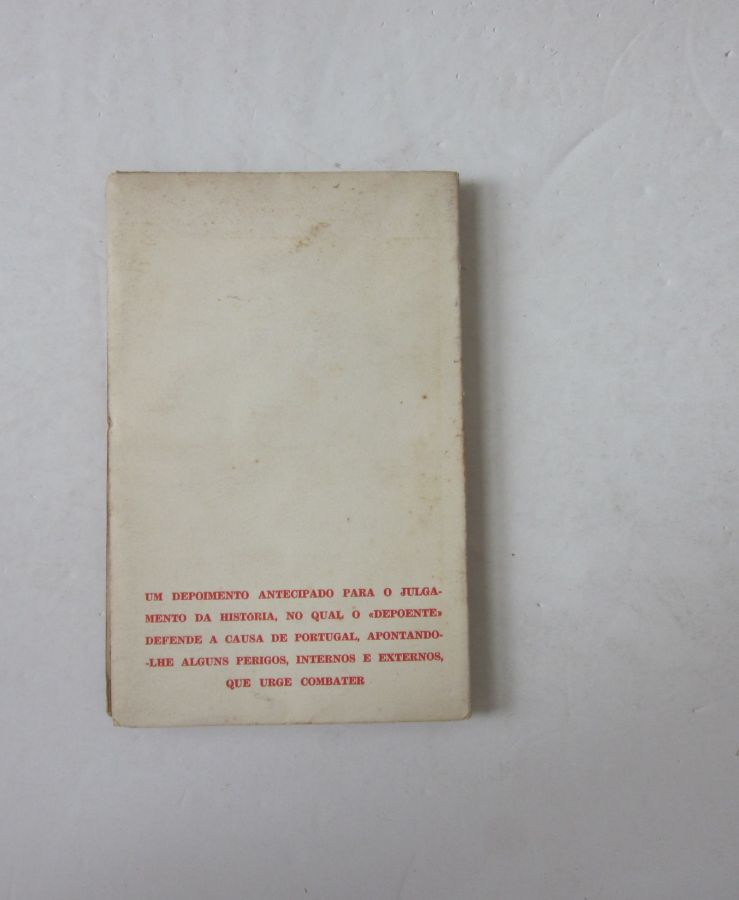 UM DEPOIMENTO ANTECIPADO PARA O JULGA-
MENTO DA HISTÓRIA, NO QUAL O «DEPOENTE»
DEFENDE A CAUSA DE PORTUGAL, APONTANDO-
-LHE ALGUNS PERIGOS, INTERNOS E EXTERNOS,
QUE URGE COMBATER